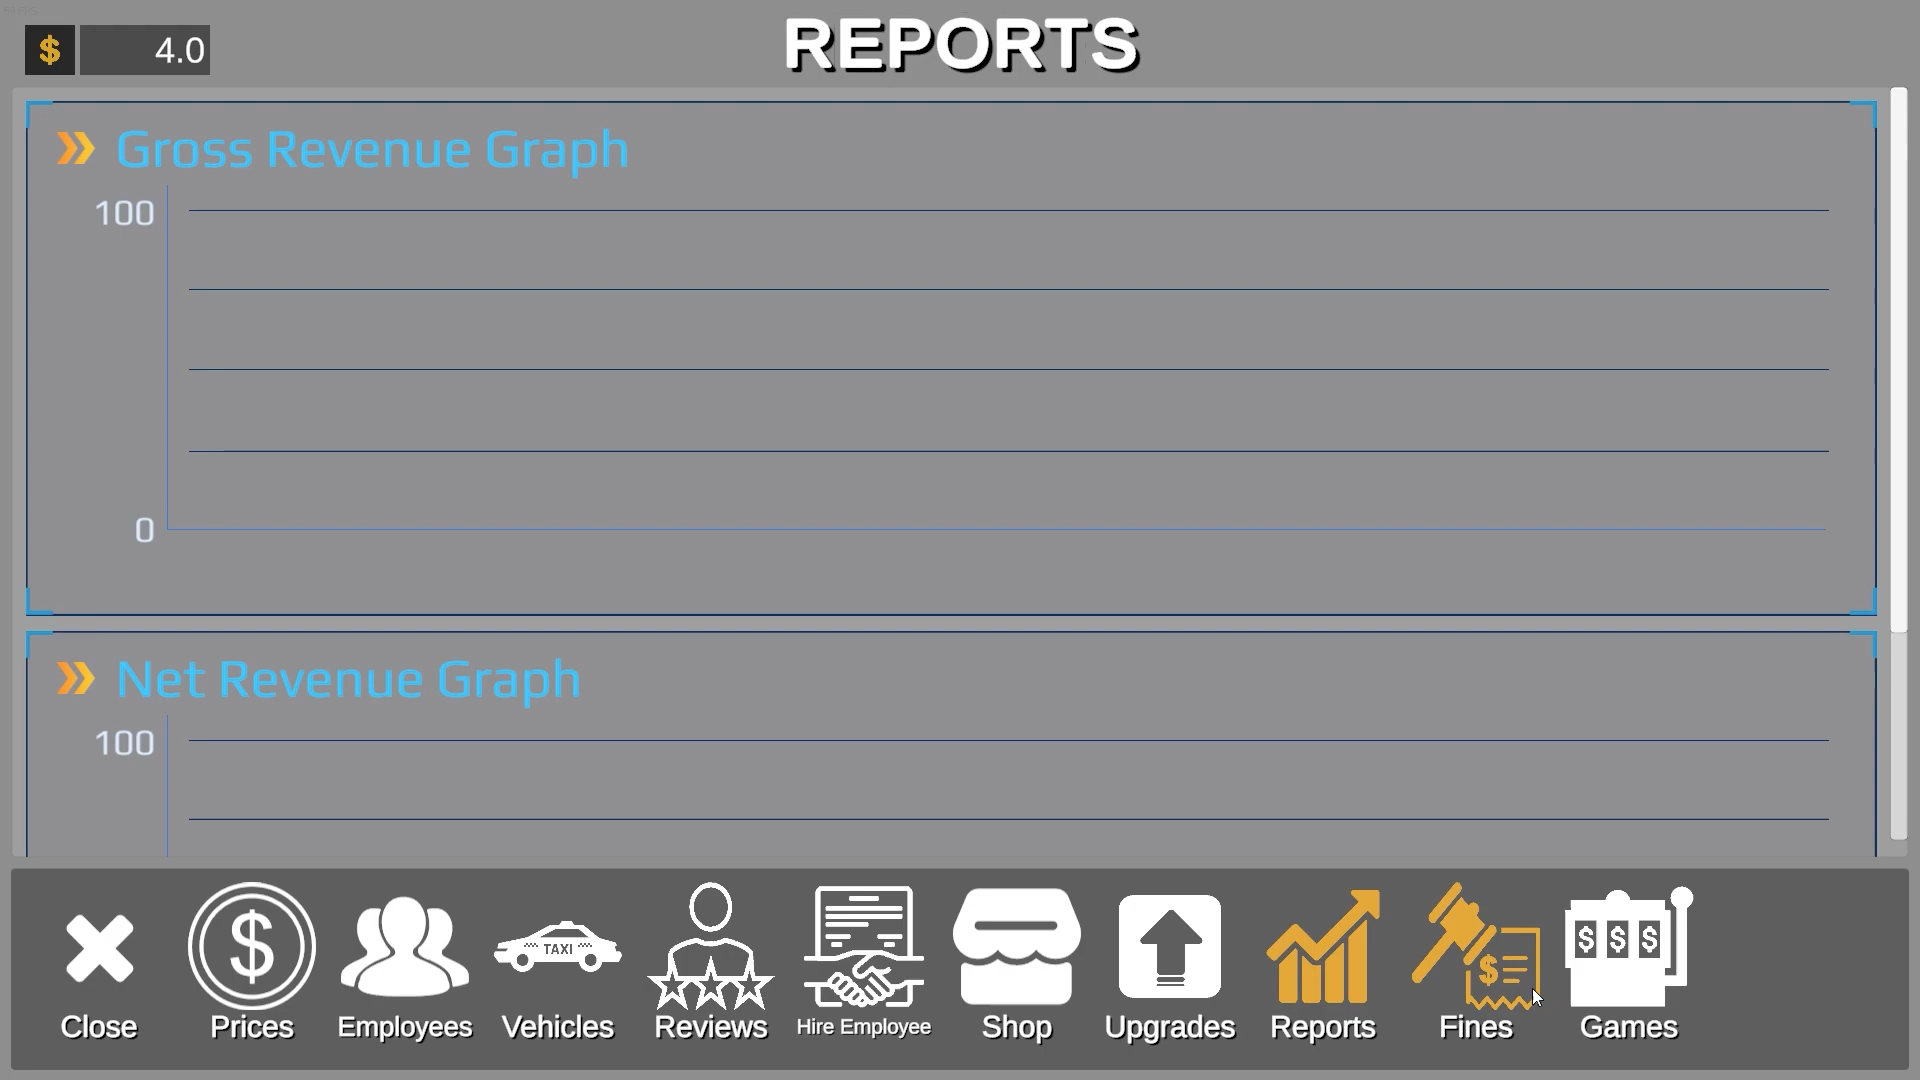 $ 4.0
REPORTS
Gross Revenue Graph
100
0
Net Revenue Graph
100
$
TAXI
$
$ $ $
Close
Prices
Employees
Vehicles
Reviews
Hire Employee
Shop
Upgrades
Reports
Fines
Games